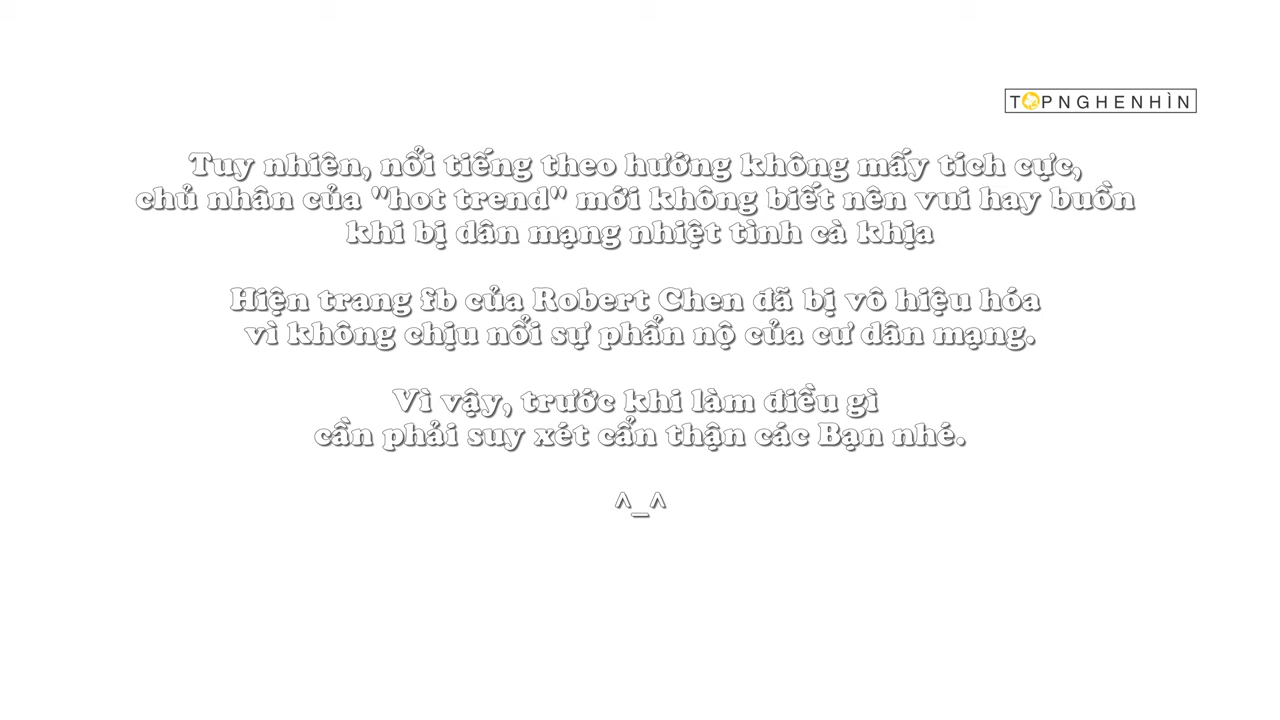 TOPNGHENHÌN
Tuy nhiên, nổi tiếng theo hướng không mấy tích cực,
chủ nhân của "hot trend" mới không biết nên vui hay buồn
khi bị dân mạng nhiệt tình cà khịa
Hiện trang fb của Robert Chen đã bị vô hiệu hóa
vì không chịu nổi sự phẩn nộ của cư dân mạng.
Vì vậy, trước khi làm điều gì
cần phải suy xét cẩn thận các Bạn nhé.
^_^